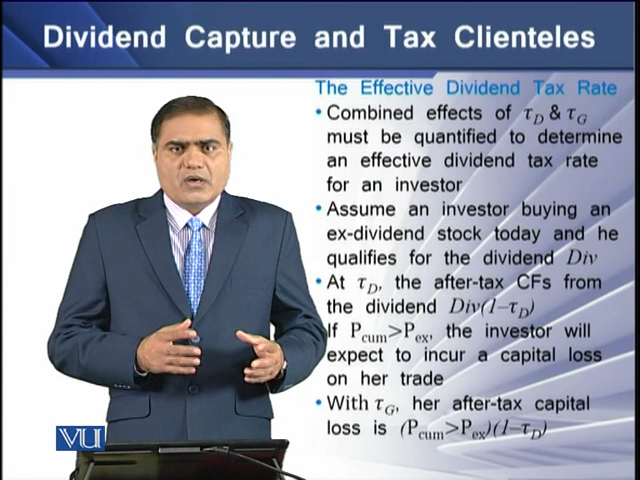 Dividend Capture and Tax Clienteles
The Effective Dividend Tax Rate
• Combined effects of τD & τG
must be quantified to determine
an effective dividend tax rate
for an investor
• Assume an investor buying an
ex-dividend stock today and he
qualifies for the dividend Div
• At τD, the after-tax CFs from
the dividend Div(1–τD)
If Pcum>Pex, the investor will
expect to incur a capital loss
on her trade
• With τG, her after-tax capital
loss is (Pcum>Pex)(1–τD)
VU